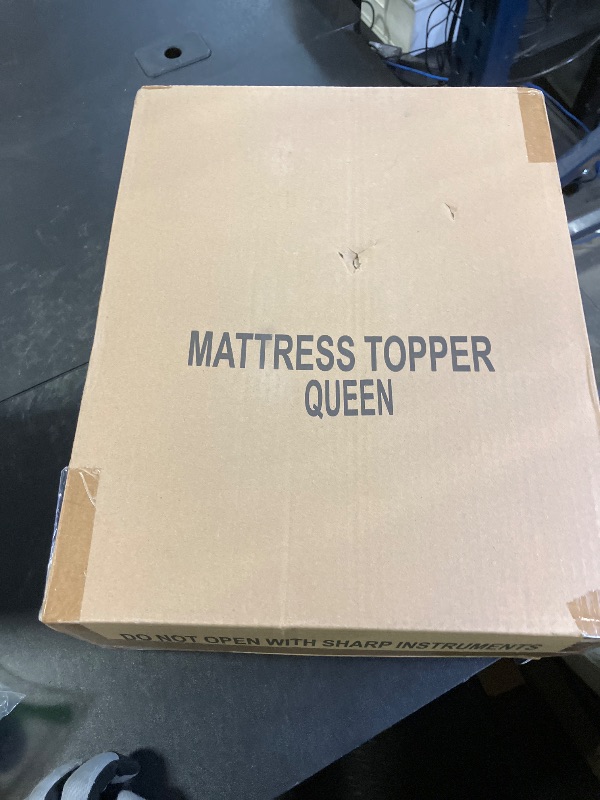 MATTRESS TOPPER
QUEEN
DO NOT OPEN WITH SHARP INSTRUMENTS